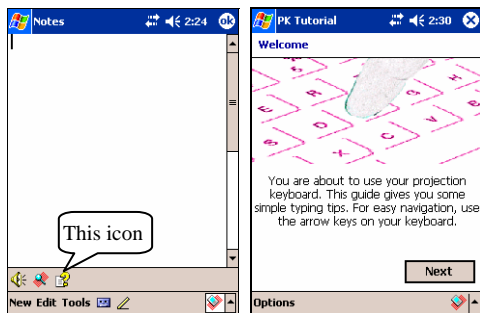 Notes 2:24 ok
This icon
New Edit Tools
PK Tutorial 2:30
Welcome
You are about to use your projection
keyboard. This guide gives you some
simple typing tips. For easy navigation, use
the arrow keys on your keyboard.
Next
Options